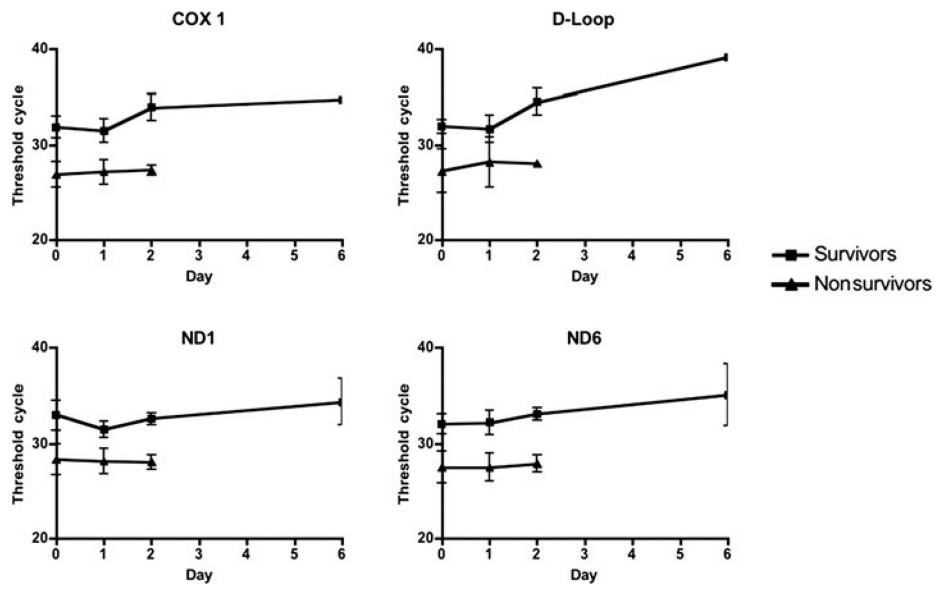 COX 1
40
30
20
Threshold cycle
0 1 2 3 4 5 6
Day
D-Loop
40
30
20
Threshold cycle
0 1 2 3 4 5 6
Day
Survivors
Nonsurvivors
ND1
40
30
20
Threshold cycle
0 1 2 3 4 5 6
Day
ND6
40
30
20
Threshold cycle
0 1 2 3 4 5 6
Day